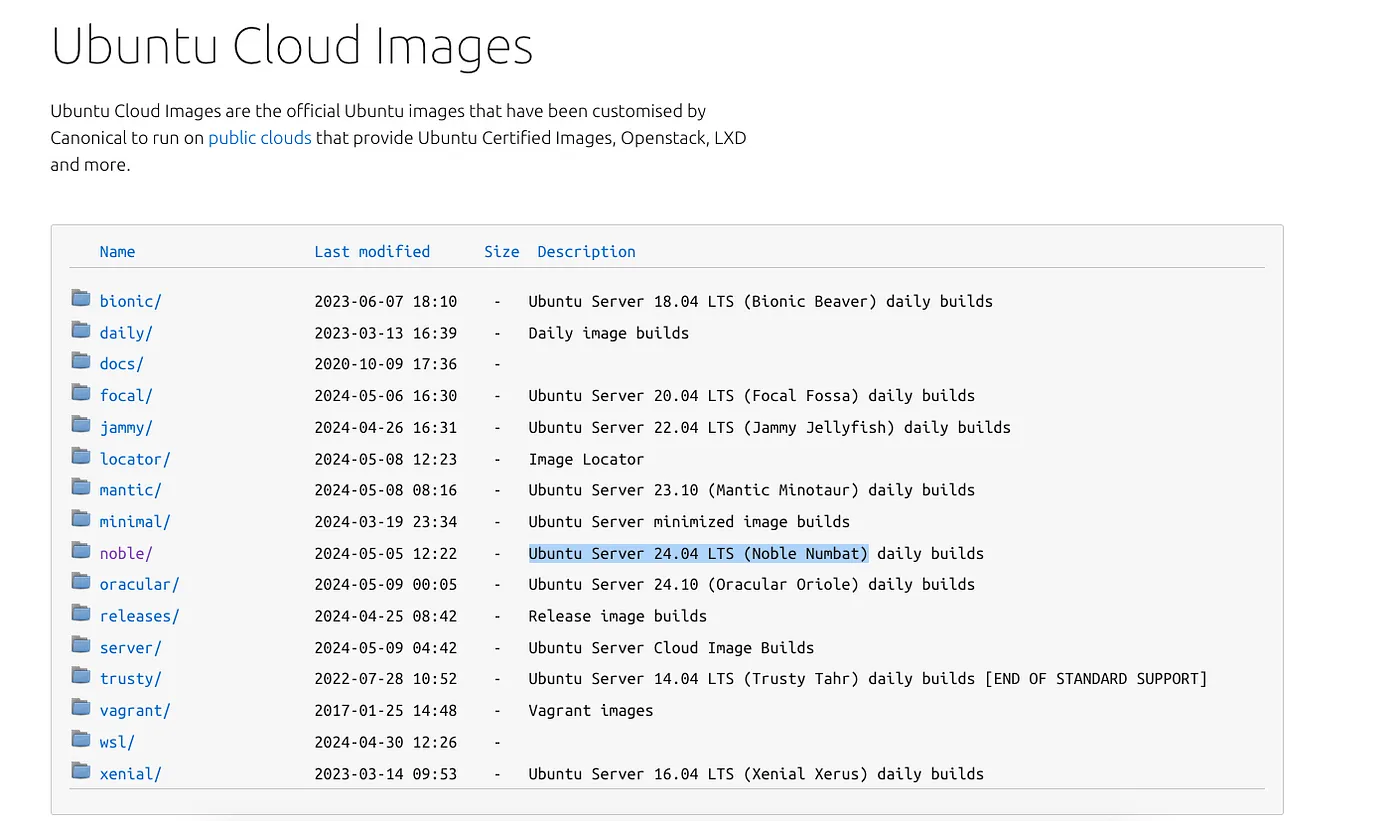 Ubuntu Cloud Images
Ubuntu Cloud Images are the official Ubuntu images that have been customised by
Canonical to run on public clouds that provide Ubuntu Certified Images, Openstack, LXD
and more.
Name Last modified Size Description
bionic/ 2023-06-07 18:10 - Ubuntu Server 18.04 LTS (Bionic Beaver) daily builds
daily/ 2023-03-13 16:39 - Daily image builds
docs/ 2020-10-09 17:36 -
focal/ 2024-05-06 16:30 - Ubuntu Server 20.04 LTS (Focal Fossa) daily builds
jammy/ 2024-04-26 16:31 - Ubuntu Server 22.04 LTS (Jammy Jellyfish) daily builds
locator/ 2024-05-08 12:23 - Image Locator
mantic/ 2024-05-08 08:16 - Ubuntu Server 23.10 (Mantic Minotaur) daily builds
minimal/ 2024-03-19 23:34 - Ubuntu Server minimized image builds
noble/ 2024-05-05 12:22 - Ubuntu Server 24.04 LTS (Noble Numbat) daily builds
oracular/ 2024-05-09 00:05 - Ubuntu Server 24.10 (Oracular Oriole) daily builds
releases/ 2024-04-25 08:42 - Release image builds
server/ 2024-05-09 04:42 - Ubuntu Server Cloud Image Builds
trusty/ 2022-07-28 10:52 - Ubuntu Server 14.04 LTS (Trusty Tahr) daily builds [END OF STANDARD SUPPORT]
vagrant/ 2017-01-25 14:48 - Vagrant images
wsl/ 2024-04-30 12:26 -
xenial/ 2023-03-14 09:53 - Ubuntu Server 16.04 LTS (Xenial Xerus) daily builds